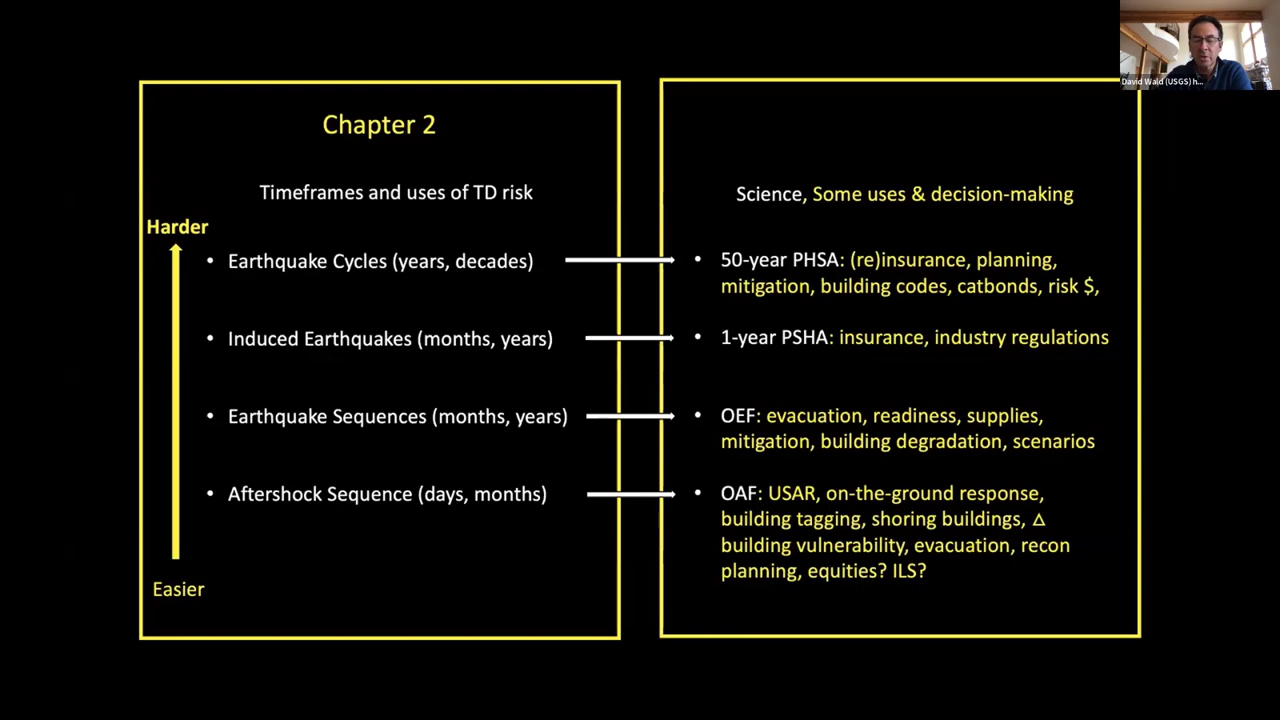 David Wald (USGS) h...
Chapter 2
Timeframes and uses of TD risk
Harder
• Earthquake Cycles (years, decades)
• Induced Earthquakes (months, years)
• Earthquake Sequences (months, years)
• Aftershock Sequence (days, months)
Easier
Science, Some uses & decision-making
• 50-year PHSA: (re)insurance, planning,
mitigation, building codes, catbonds, risk $,
• 1-year PSHA: insurance, industry regulations
• OEF: evacuation, readiness, supplies,
mitigation, building degradation, scenarios
• OAF: USAR, on-the-ground response,
building tagging, shoring buildings, Δ
building vulnerability, evacuation, recon
planning, equities? ILS?